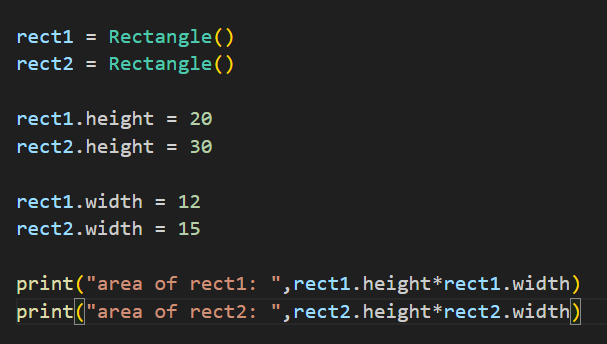 rect1 = Rectangle()
rect2 = Rectangle()
rect1.height = 20
rect2.height = 30
rect1.width = 12
rect2.width = 15
print("area of rect1: ",rect1.height*rect1.width)
print("area of rect2: ",rect2.height*rect2.width)